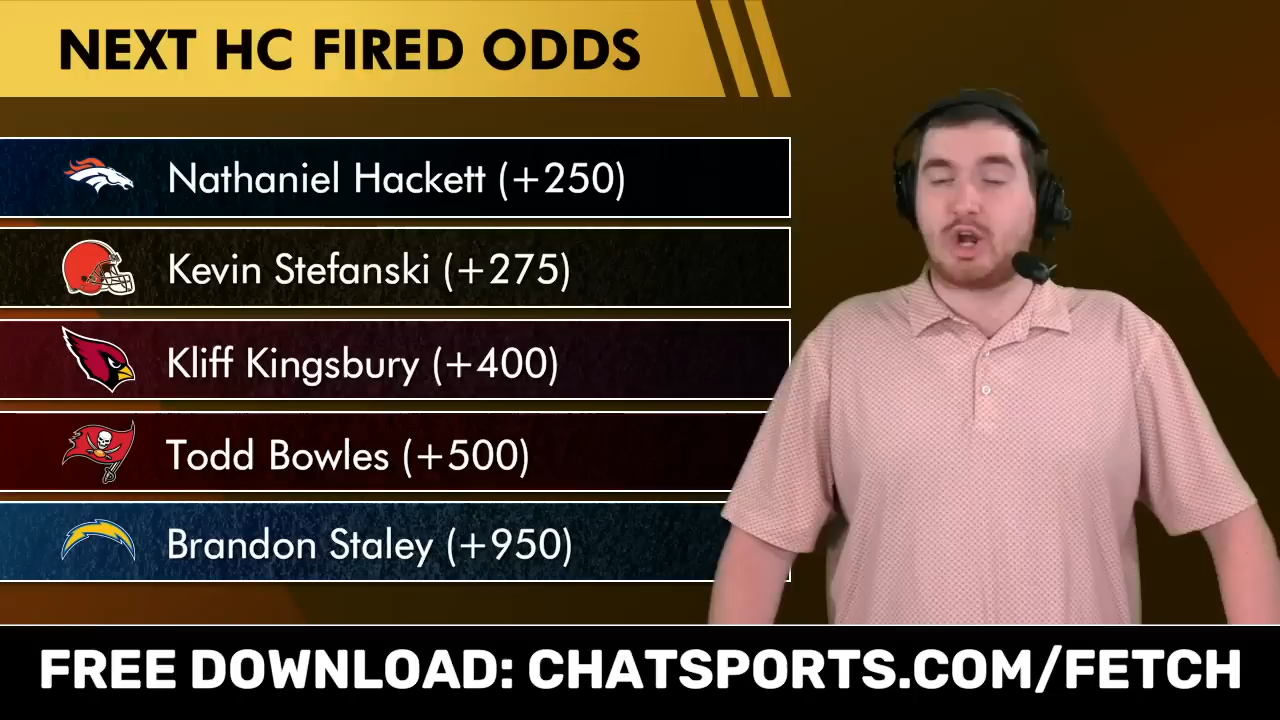 NEXT HC FIRED ODDS
Nathaniel Hackett (+250)
Kevin Stefanski (+275)
Kliff Kingsbury (+400)
Todd Bowles (+500)
Brandon Staley (+950)
FREE DOWNLOAD: CHATSPORTS.COM/FETCH